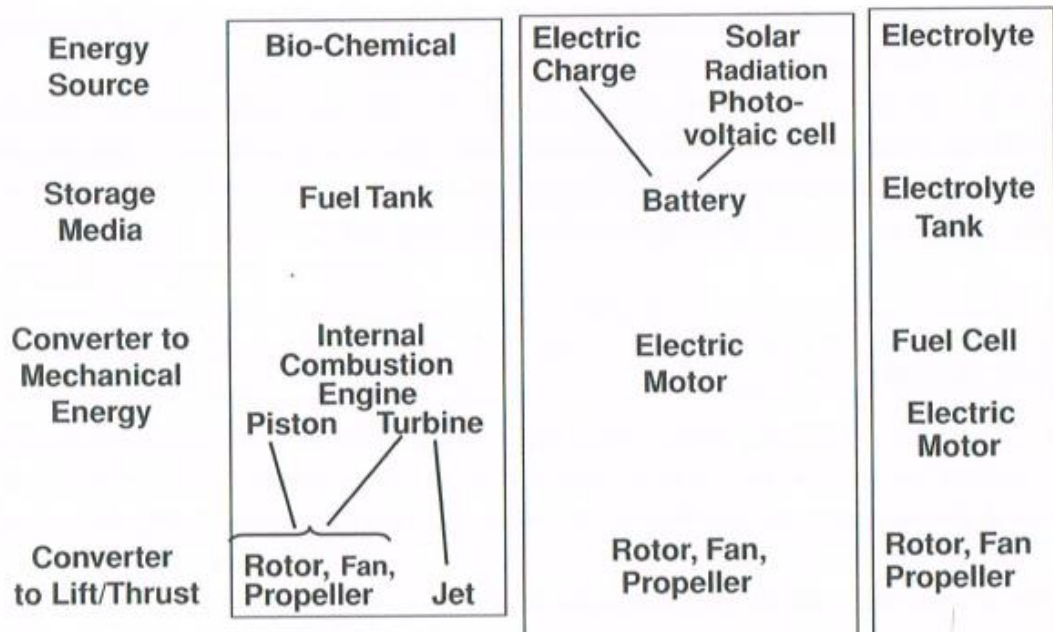 Energy
Source
Bio-Chemical
Electric
Charge
Solar
Radiation
Photo-
voltaic cell
Electrolyte
Storage
Media
Fuel Tank
Battery
Electrolyte
Tank
Converter to
Mechanical
Energy
Internal
Combustion
Engine
Piston Turbine
Electric
Motor
Fuel Cell
Electric
Motor
Converter
to Lift/Thrust
Rotor, Fan,
Propeller
Jet
Rotor, Fan,
Propeller
Rotor, Fan
Propeller